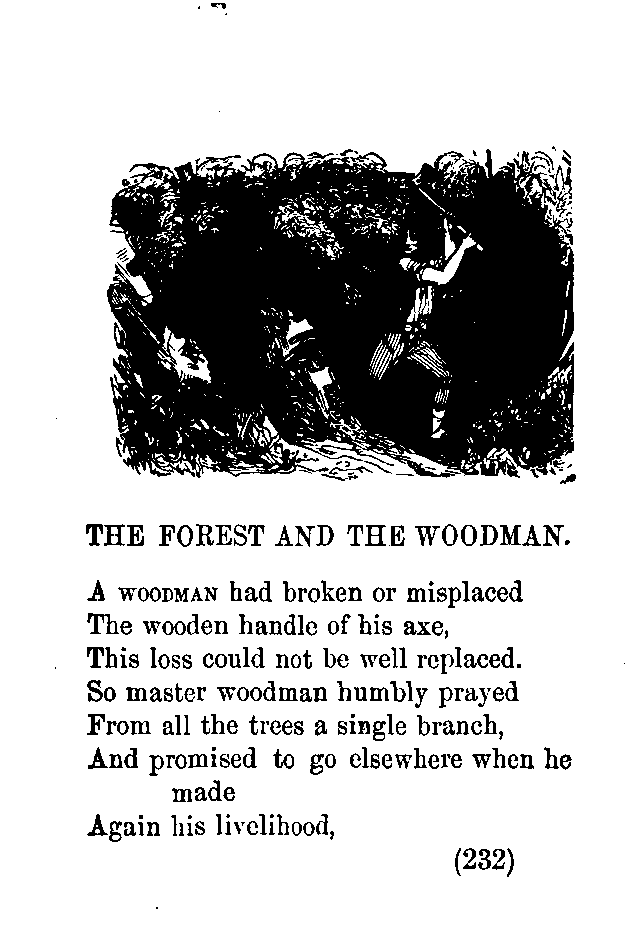 THE FOREST AND THE WOODMAN.
A WOODMAN had broken or misplaced
The wooden handle of his axe,
This loss could not be well replaced.
So master woodman humbly prayed
From all the trees a single branch,
And promised to go elsewhere when he
made
Again his livelihood,
(232)